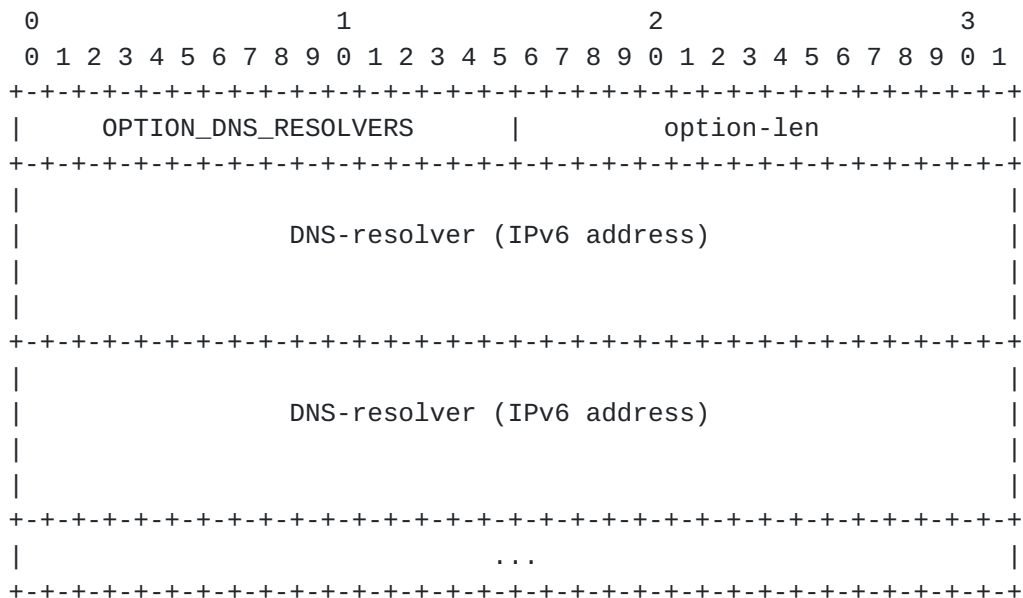 0                   1                   2                   3
 0 1 2 3 4 5 6 7 8 9 0 1 2 3 4 5 6 7 8 9 0 1 2 3 4 5 6 7 8 9 0 1
+-+-+-+-+-+-+-+-+-+-+-+-+-+-+-+-+-+-+-+-+-+-+-+-+-+-+-+-+-+-+-+-+
|     OPTION_DNS_RESOLVERS      |         option-len            |
+-+-+-+-+-+-+-+-+-+-+-+-+-+-+-+-+-+-+-+-+-+-+-+-+-+-+-+-+-+-+-+-+
|                                                               |
|                 DNS-resolver (IPv6 address)                   |
|                                                               |
|                                                               |
+-+-+-+-+-+-+-+-+-+-+-+-+-+-+-+-+-+-+-+-+-+-+-+-+-+-+-+-+-+-+-+-+
|                                                               |
|                 DNS-resolver (IPv6 address)                   |
|                                                               |
|                                                               |
+-+-+-+-+-+-+-+-+-+-+-+-+-+-+-+-+-+-+-+-+-+-+-+-+-+-+-+-+-+-+-+-+
|                              ...                              |
+-+-+-+-+-+-+-+-+-+-+-+-+-+-+-+-+-+-+-+-+-+-+-+-+-+-+-+-+-+-+-+-+